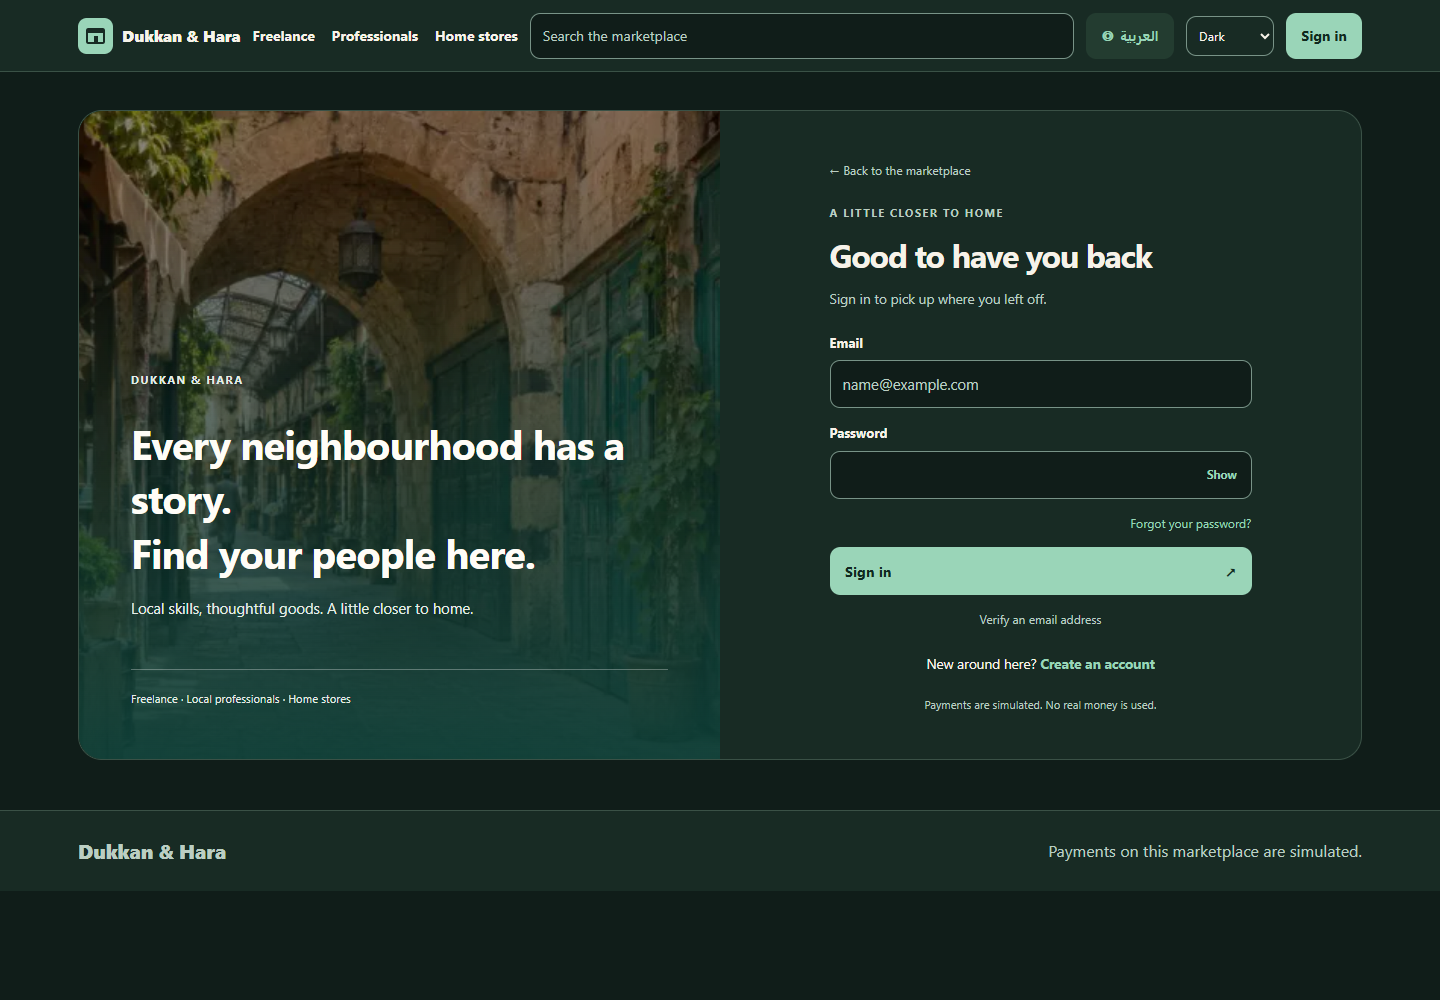 Dukkan & Hara
Freelance
Professionals
Home stores
Search the marketplace
العربية
Dark
Sign in
DUKKAN & HARA
Every neighbourhood has a
story.
Find your people here.
Local skills, thoughtful goods. A little closer to home.
Freelance · Local professionals · Home stores
← Back to the marketplace
A LITTLE CLOSER TO HOME
Good to have you back
Sign in to pick up where you left off.
Email
name@example.com
Password
Show
Forgot your password?
Sign in ↗
Verify an email address
New around here? Create an account
Payments are simulated. No real money is used.
Dukkan & Hara
Payments on this marketplace are simulated.